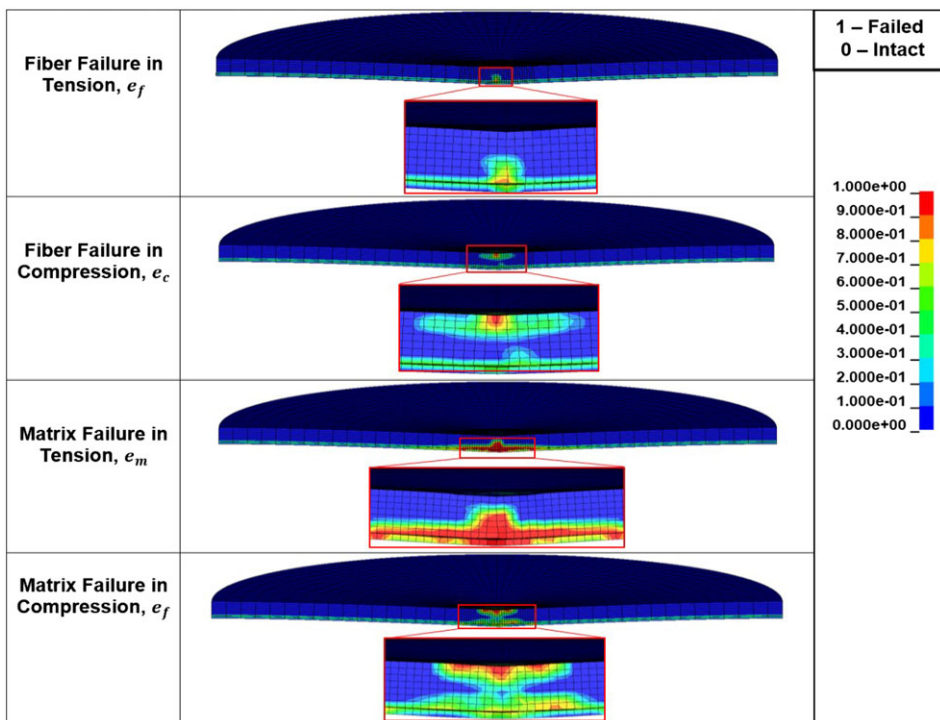 1 – Failed
0 – Intact
Fiber Failure in
Tension, e_f
Fiber Failure in
Compression, e_c
Matrix Failure in
Tension, e_m
Matrix Failure in
Compression, e_f
1.000e+00
9.000e-01
8.000e-01
7.000e-01
6.000e-01
5.000e-01
4.000e-01
3.000e-01
2.000e-01
1.000e-01
0.000e+00